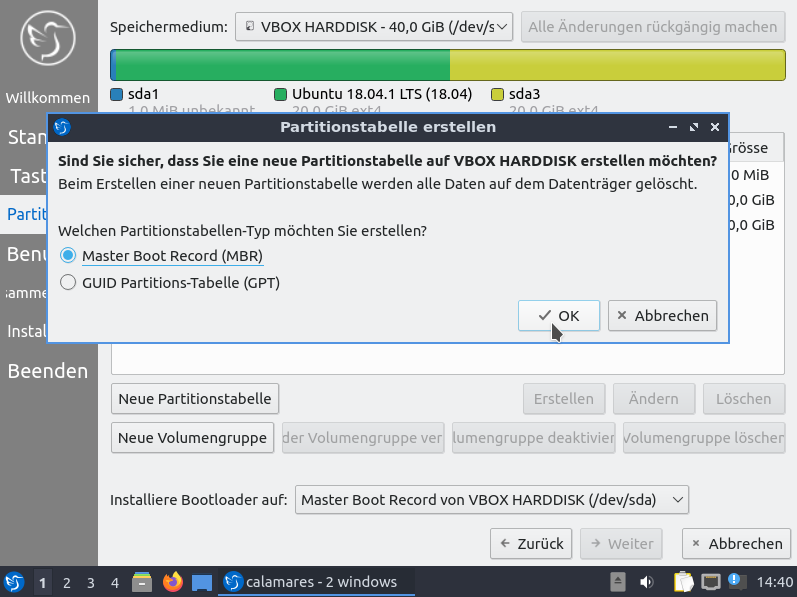 Speichermedium: VBOX HARDDISK - 40,0 GiB (/dev/s Alle Änderungen rückgängig machen
sda1 Ubuntu 18.04.1 LTS (18.04) sda3
1,0 MiB unbekannt 20,0 GiB ext4 20,0 GiB ext4
Willkommen
Partitionstabelle erstellen
Sind Sie sicher, dass Sie eine neue Partitionstabelle auf VBOX HARDDISK erstellen möchten?
Beim Erstellen einer neuen Partitionstabelle werden alle Daten auf dem Datenträger gelöscht.
Welchen Partitionstabellen-Typ möchten Sie erstellen?
Master Boot Record (MBR)
GUID Partitions-Tabelle (GPT)
OK Abbrechen
Stan
Tast
Partit
Benu
samme
Install
Beenden
rösse
0 MiB
0,0 GiB
0,0 GiB
Neue Partitionstabelle Erstellen Ändern Löschen
Neue Volumengruppe der Volumengruppe ver lumengruppe deaktivier Volumengruppe löschen
Installiere Bootloader auf: Master Boot Record von VBOX HARDDISK (/dev/sda)
Zurück Weiter Abbrechen
1 2 3 4 calamares - 2 windows 14:40